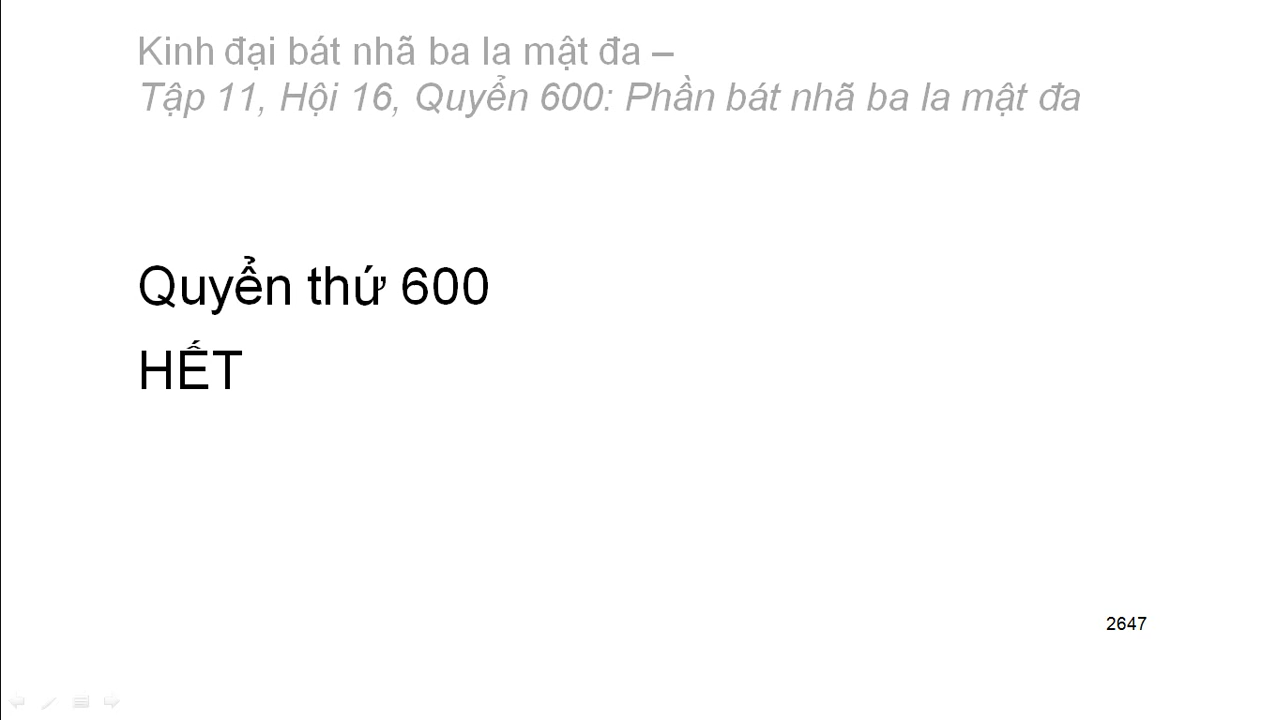 Kinh đại bát nhã ba la mật đa –
Tập 11, Hội 16, Quyển 600: Phần bát nhã ba la mật đa
Quyển thứ 600
HẾT
2647